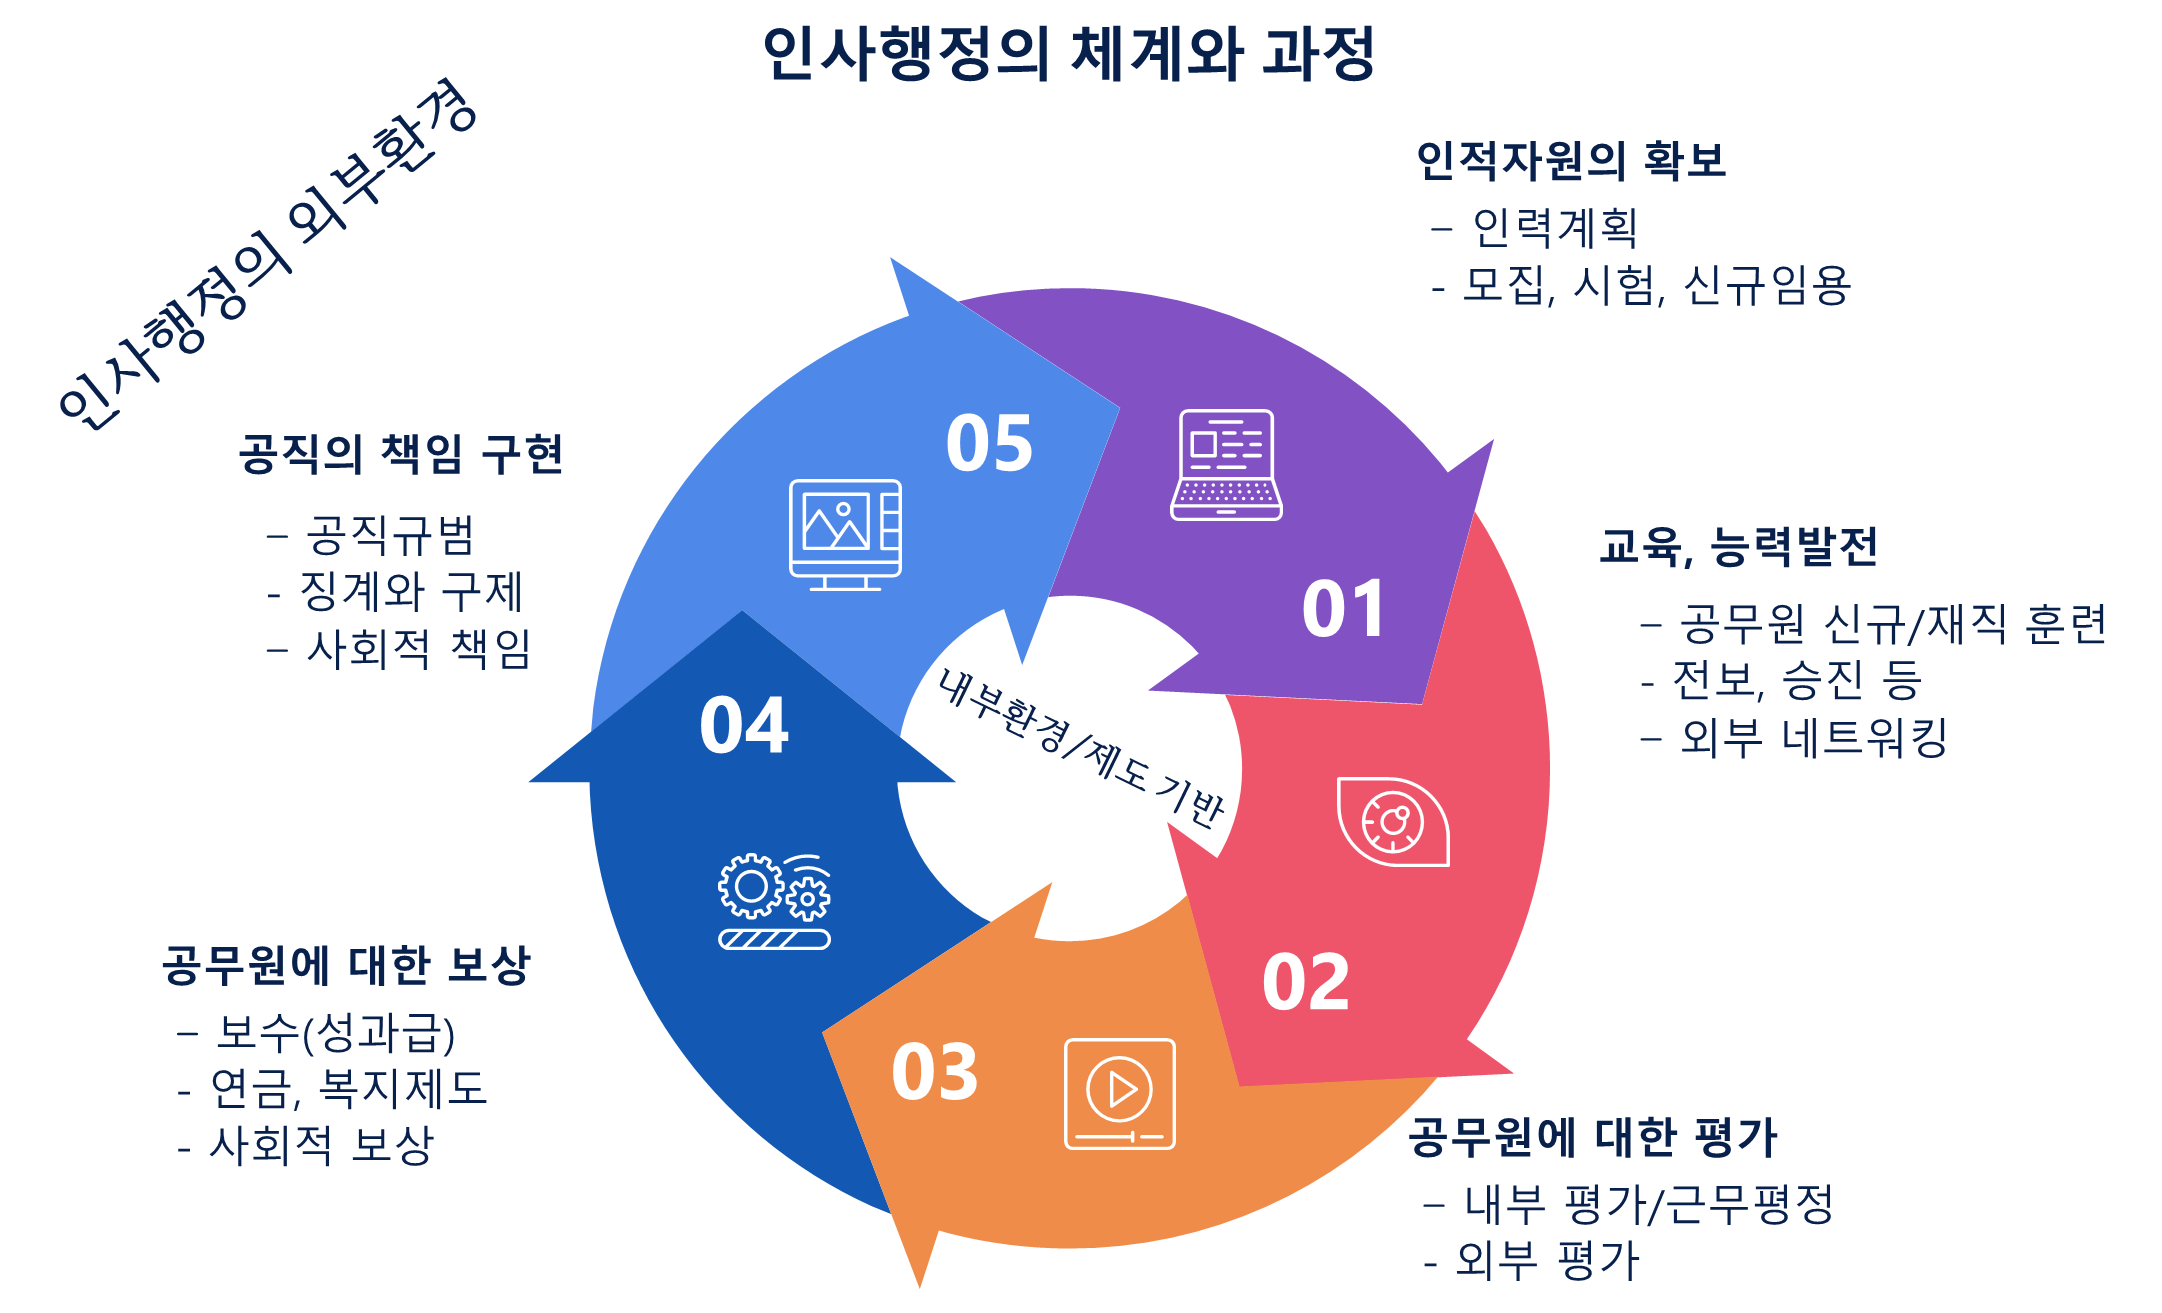 인사행정의 체계와 과정
인사행정의 외부환경
인적자원의 확보
– 인력계획
- 모집, 시험, 신규임용
01
교육, 능력발전
– 공무원 신규/재직 훈련
- 전보, 승진 등
– 외부 네트워킹
02
공무원에 대한 평가
– 내부 평가/근무평정
- 외부 평가
03
공무원에 대한 보상
– 보수(성과급)
- 연금, 복지제도
- 사회적 보상
04
공직의 책임 구현
– 공직규범
- 징계와 구제
– 사회적 책임
05
내부환경/제도 기반